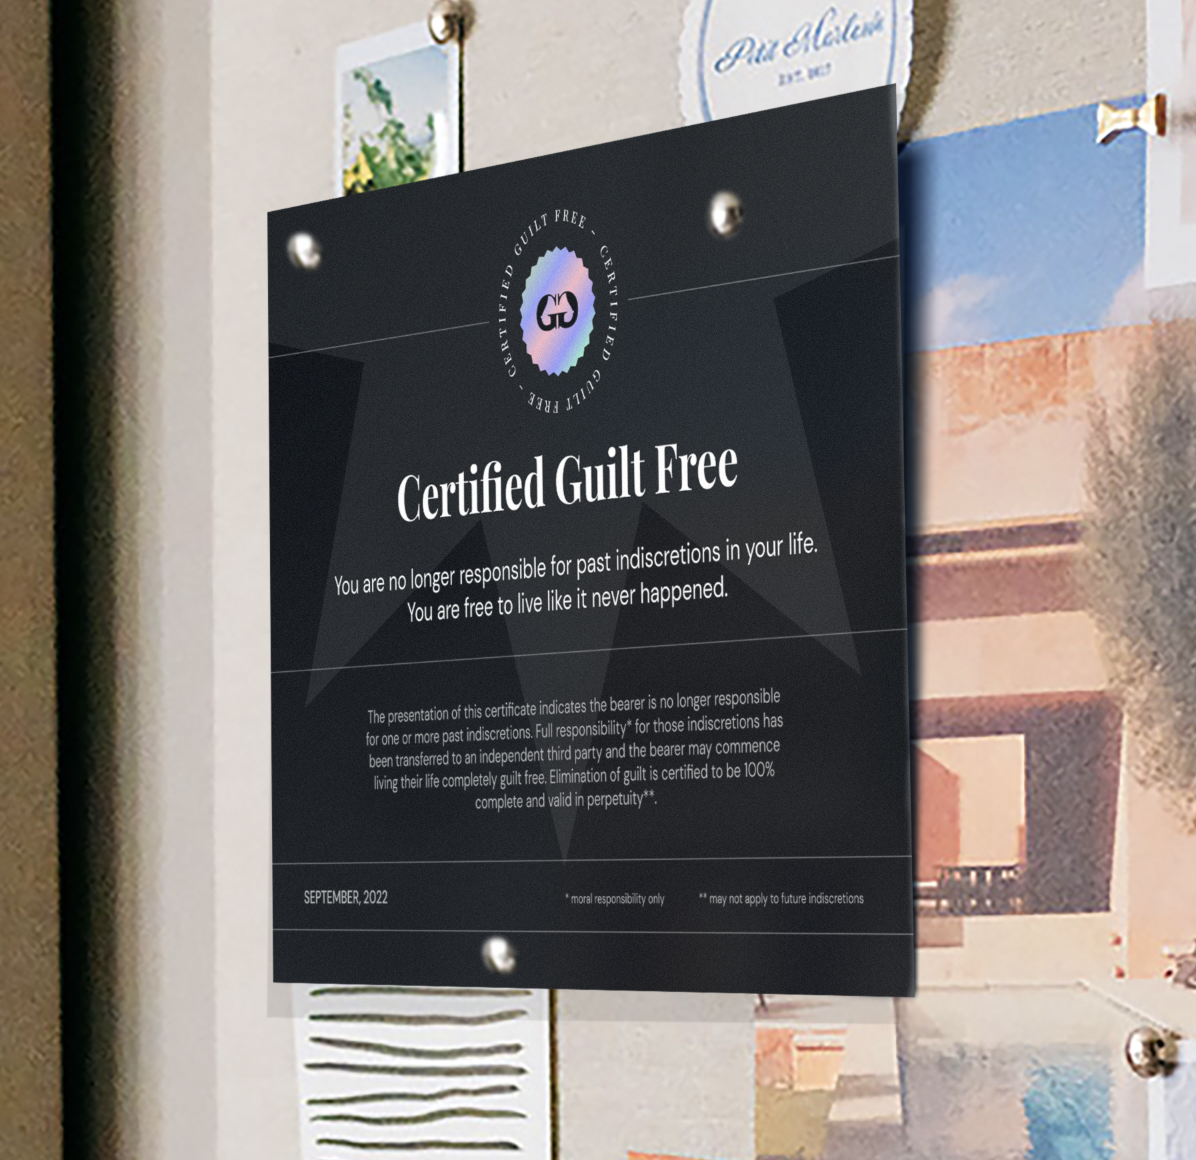 Petit Merlene
EST. 2017
CERTIFIED GUILT FREE - CERTIFIED GUILT FREE -
GG
Certified Guilt Free
You are no longer responsible for past indiscretions in your life.
You are free to live like it never happened.
The presentation of this certificate indicates the bearer is no longer responsible
for one or more past indiscretions. Full responsibility* for those indiscretions has
been transferred to an independent third party and the bearer may commence
living their life completely guilt free. Elimination of guilt is certified to be 100%
complete and valid in perpetuity**.
SEPTEMBER, 2022
* moral responsibility only
** may not apply to future indiscretions